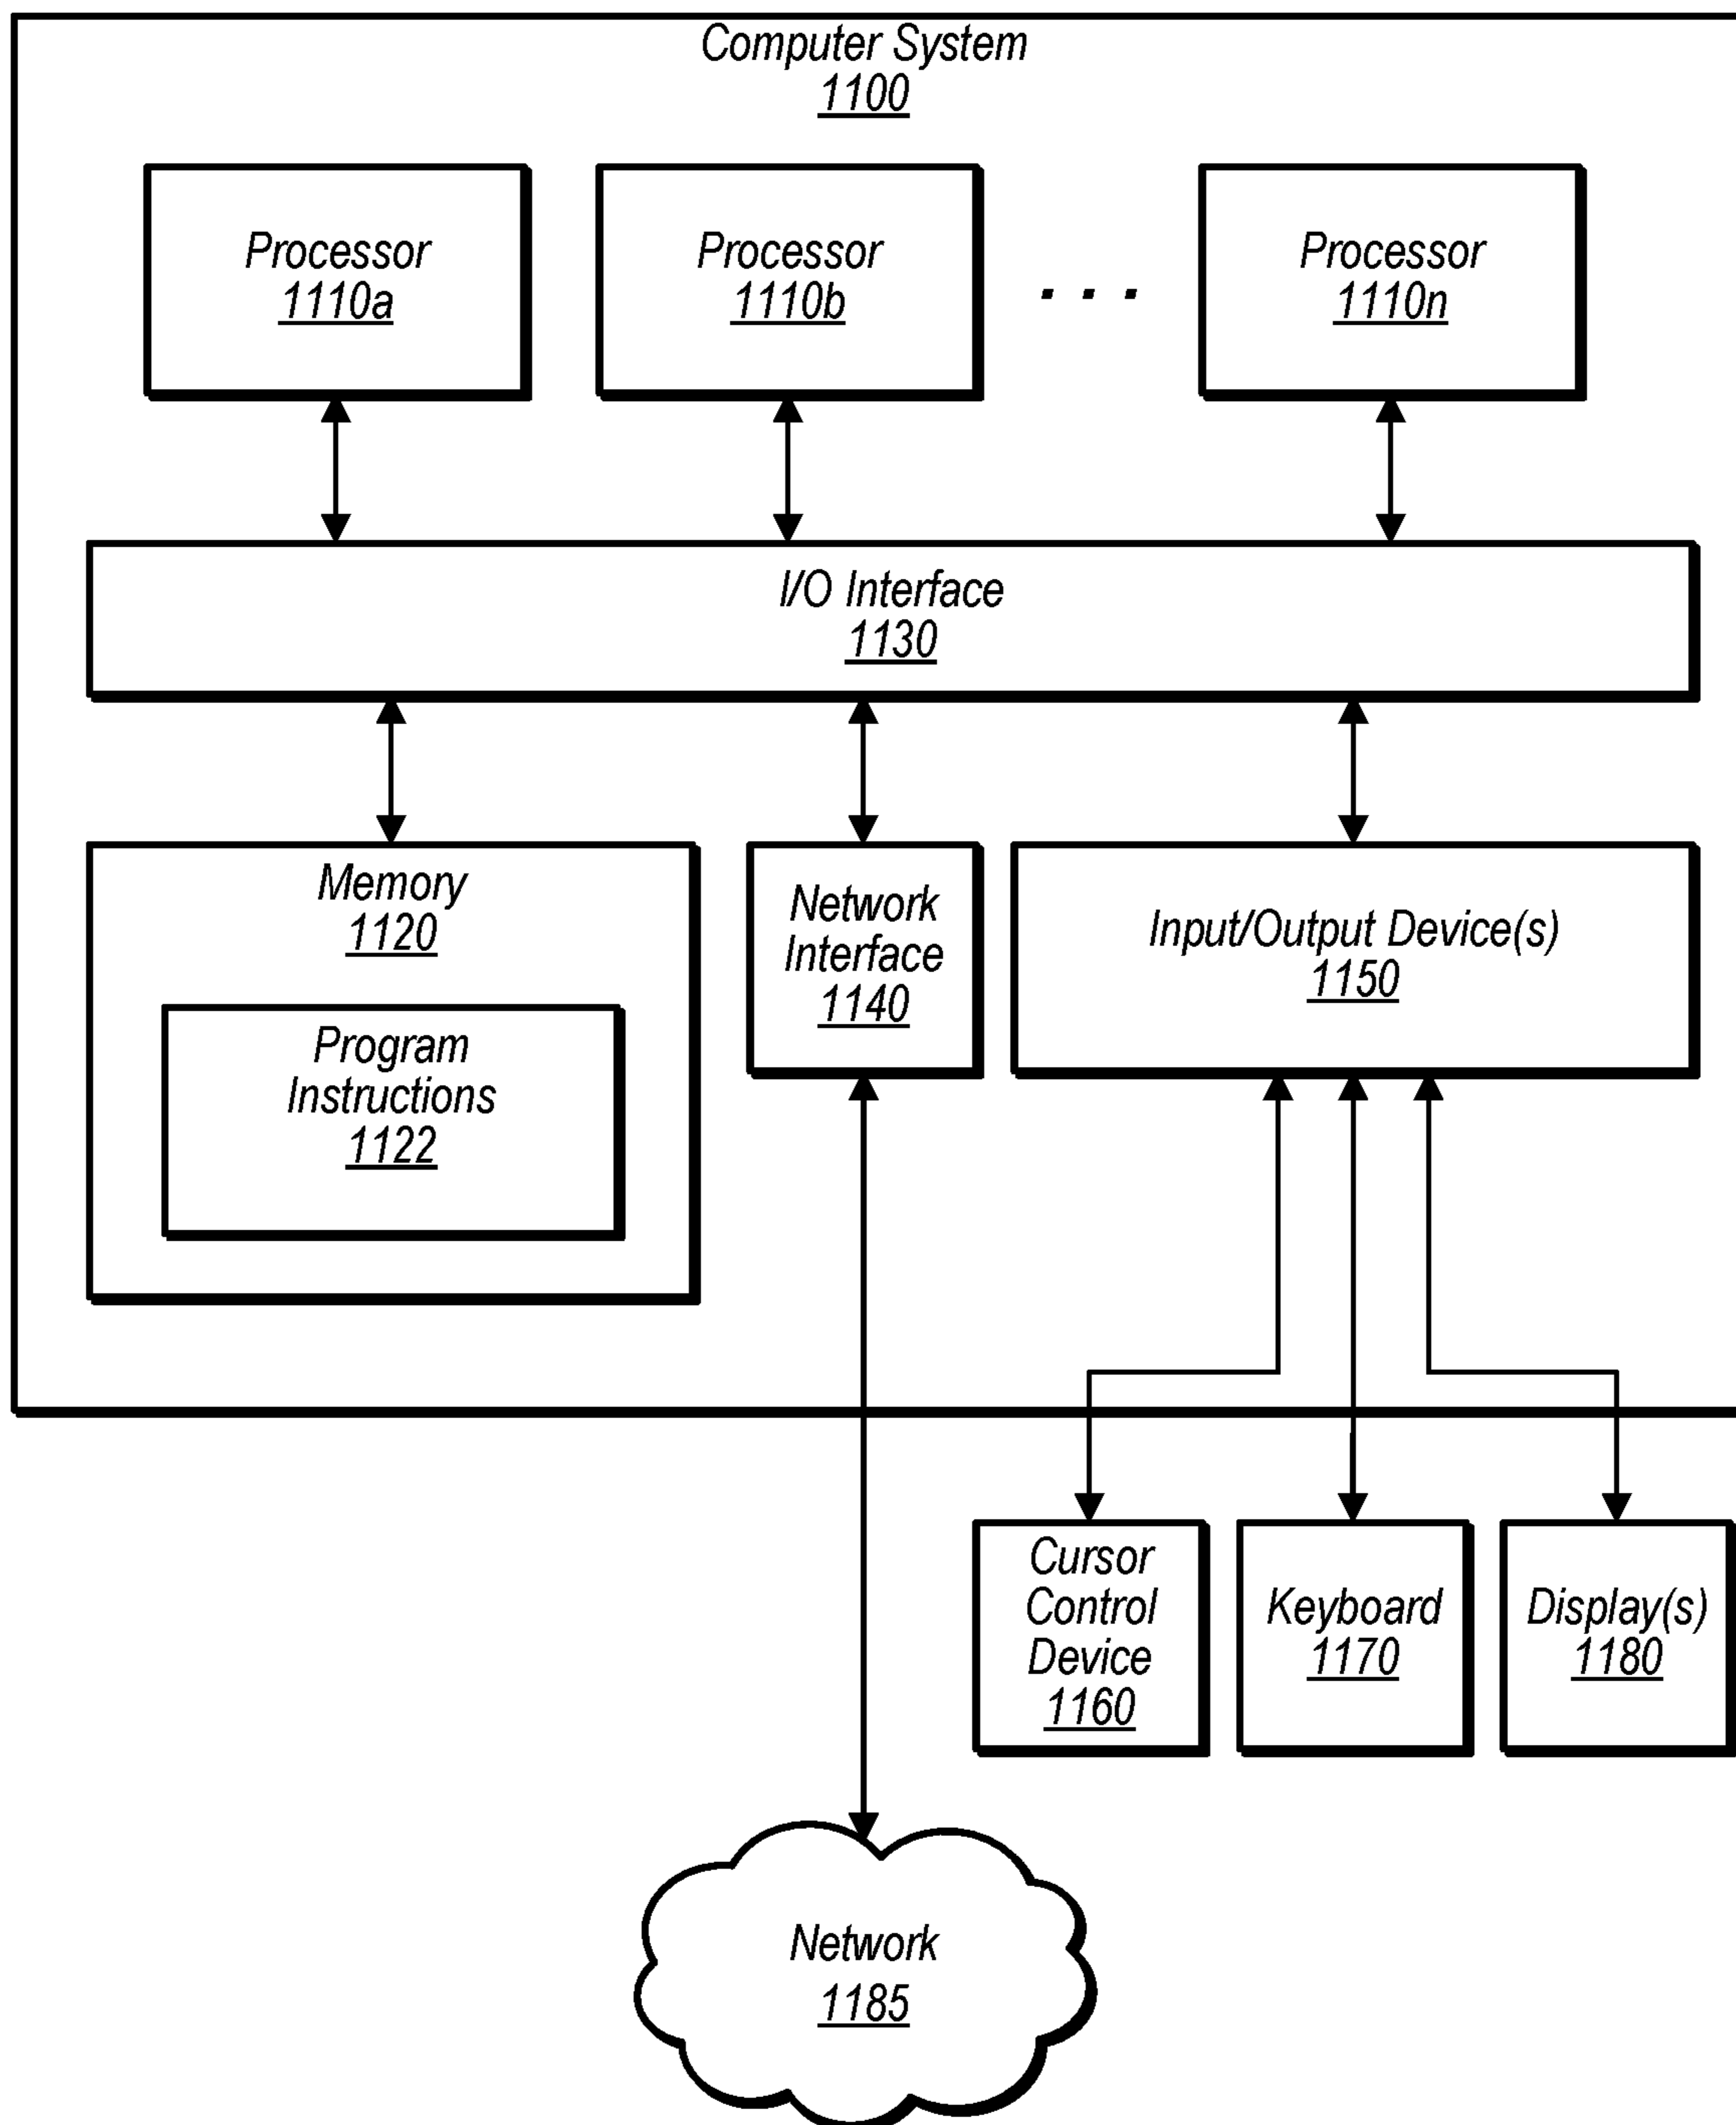 Computer System
1100
Processor
1110a
Processor
1110b
. . .
Processor
1110n
I/O Interface
1130
Memory
1120
Program
Instructions
1122
Network
Interface
1140
Input/Output Device(s)
1150
Cursor
Control
Device
1160
Keyboard
1170
Display(s)
1180
Network
1185